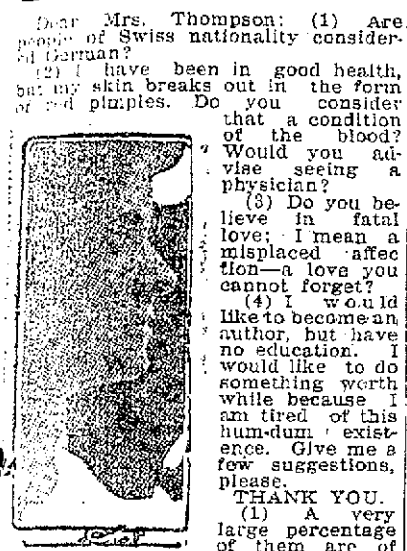 Dear Mrs. Thompson: (1) Are
people of Swiss nationality consider-
ed German?
(2) I have been in good health,
but my skin breaks out in the form
of red pimples. Do you consider
that a condition
of the blood?
Would you ad-
vise seeing a
physician?
(3) Do you be-
lieve in fatal
love; I mean a
misplaced affec
tion—a love you
cannot forget?
(4) I would
like to become an
author, but have
no education. I
would like to do
something worth
while because I
am tired of this
hum-dum exist-
ence. Give me a
few suggestions,
please.
THANK YOU.
(1) A very
large percentage
of them are of